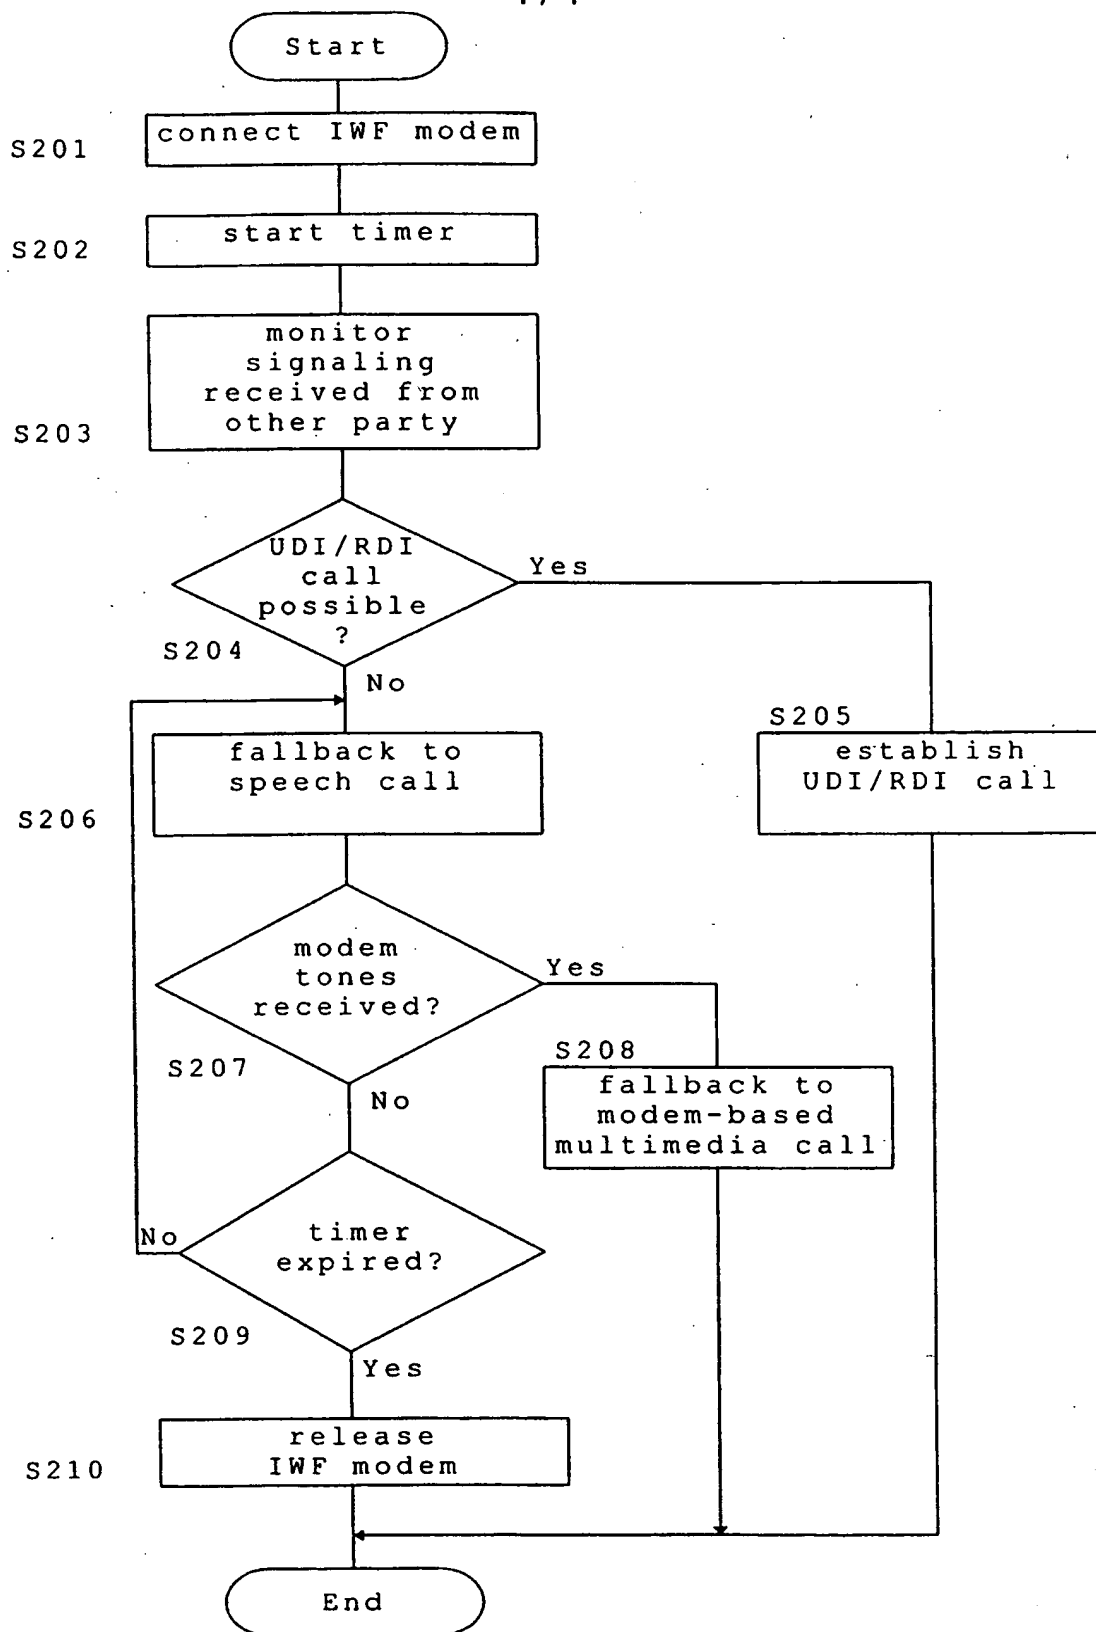 Start
S201
connect IWF modem
S202
start timer
S203
monitor
signaling
received from
other party
UDI/RDI
call
possible
?
Yes
S204
No
S205
establish
UDI/RDI call
fallback to
speech call
S206
modem
tones
received?
Yes
S207
No
S208
fallback to
modem-based
multimedia call
No
timer
expired?
S209
Yes
release
IWF modem
S210
End